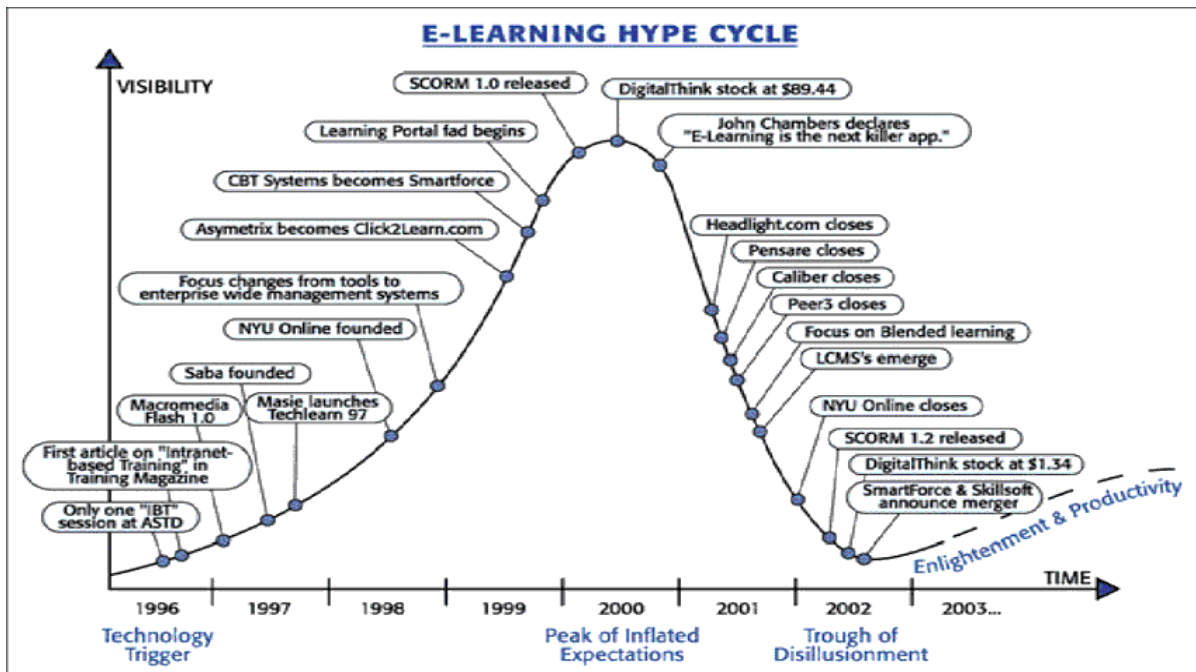 E-LEARNING HYPE CYCLE
VISIBILITY
SCORM 1.0 released
DigitalThink stock at $89.44
Learning Portal fad begins
John Chambers declares
"E-Learning is the next killer app."
CBT Systems becomes Smartforce
Asymetrix becomes Click2Learn.com
Headlight.com closes
Pensare closes
Focus changes from tools to
enterprise wide management systems
Caliber closes
Peer3 closes
NYU Online founded
Focus on Blended learning
LCMS's emerge
Saba founded
Macromedia
Flash 1.0
Masie launches
Techlearn 97
NYU Online closes
First article on "Intranet-
based Training" in
Training Magazine
SCORM 1.2 released
DigitalThink stock at $1.34
Only one "IBT"
session at ASTD
SmartForce & Skillsoft
announce merger
Enlightenment & Productivity
TIME
1996
1997
1998
1999
2000
2001
2002
2003...
Technology
Trigger
Peak of Inflated
Expectations
Trough of
Disillusionment